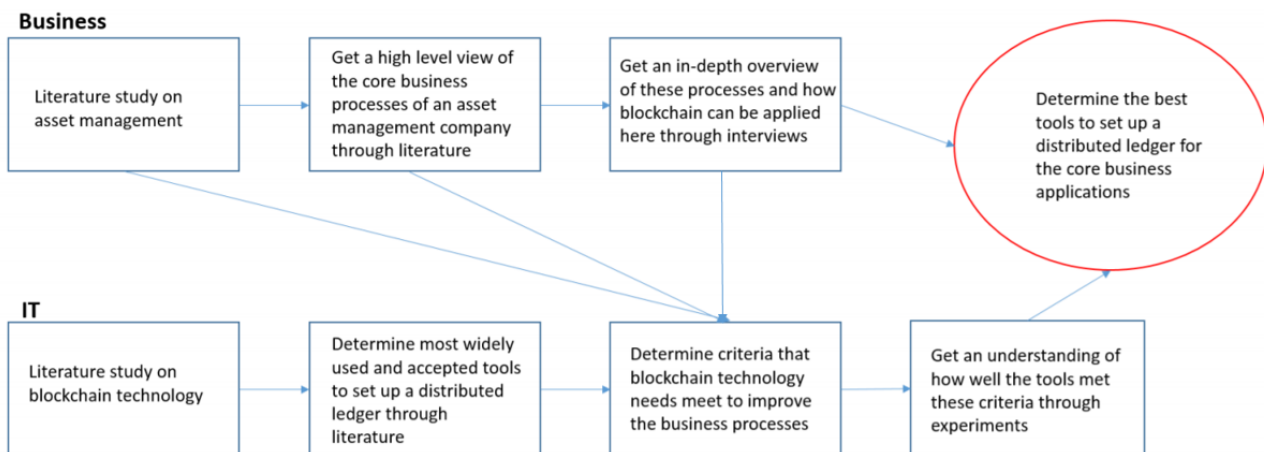 Business
Literature study on
asset management
Get a high level view of
the core business
processes of an asset
management company
through literature
Get an in-depth overview
of these processes and how
blockchain can be applied
here through interviews
Determine the best
tools to set up a
distributed ledger for
the core business
applications
IT
Literature study on
blockchain technology
Determine most widely
used and accepted tools
to set up a distributed
ledger through
literature
Determine criteria that
blockchain technology
needs meet to improve
the business processes
Get an understanding of
how well the tools met
these criteria through
experiments